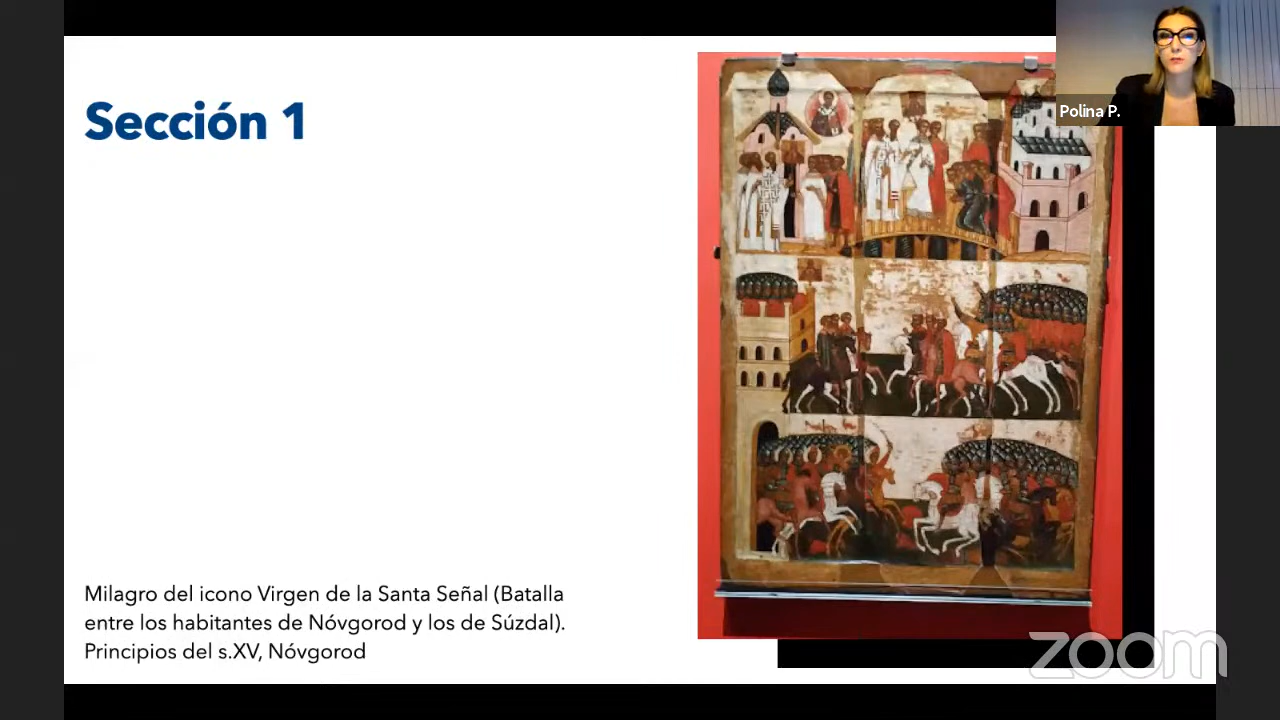 Sección 1
Polina P.
Milagro del icono Virgen de la Santa Señal (Batalla
entre los habitantes de Nóvgorod y los de Súzdal).
Principios del s.XV, Nóvgorod
zoom